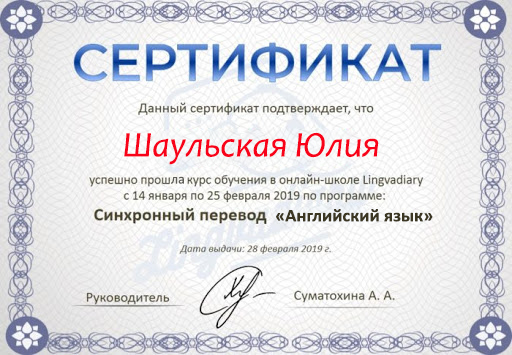 СЕРТИФИКАТ
Данный сертификат подтверждает, что
Шаульская Юлия
успешно прошла курс обучения в онлайн-школе Lingvadiary
с 14 января по 25 февраля 2019 по программе:
Синхронный перевод «Английский язык»
Дата выдачи: 28 февраля 2019 г.
Руководитель Суматохина А. А.